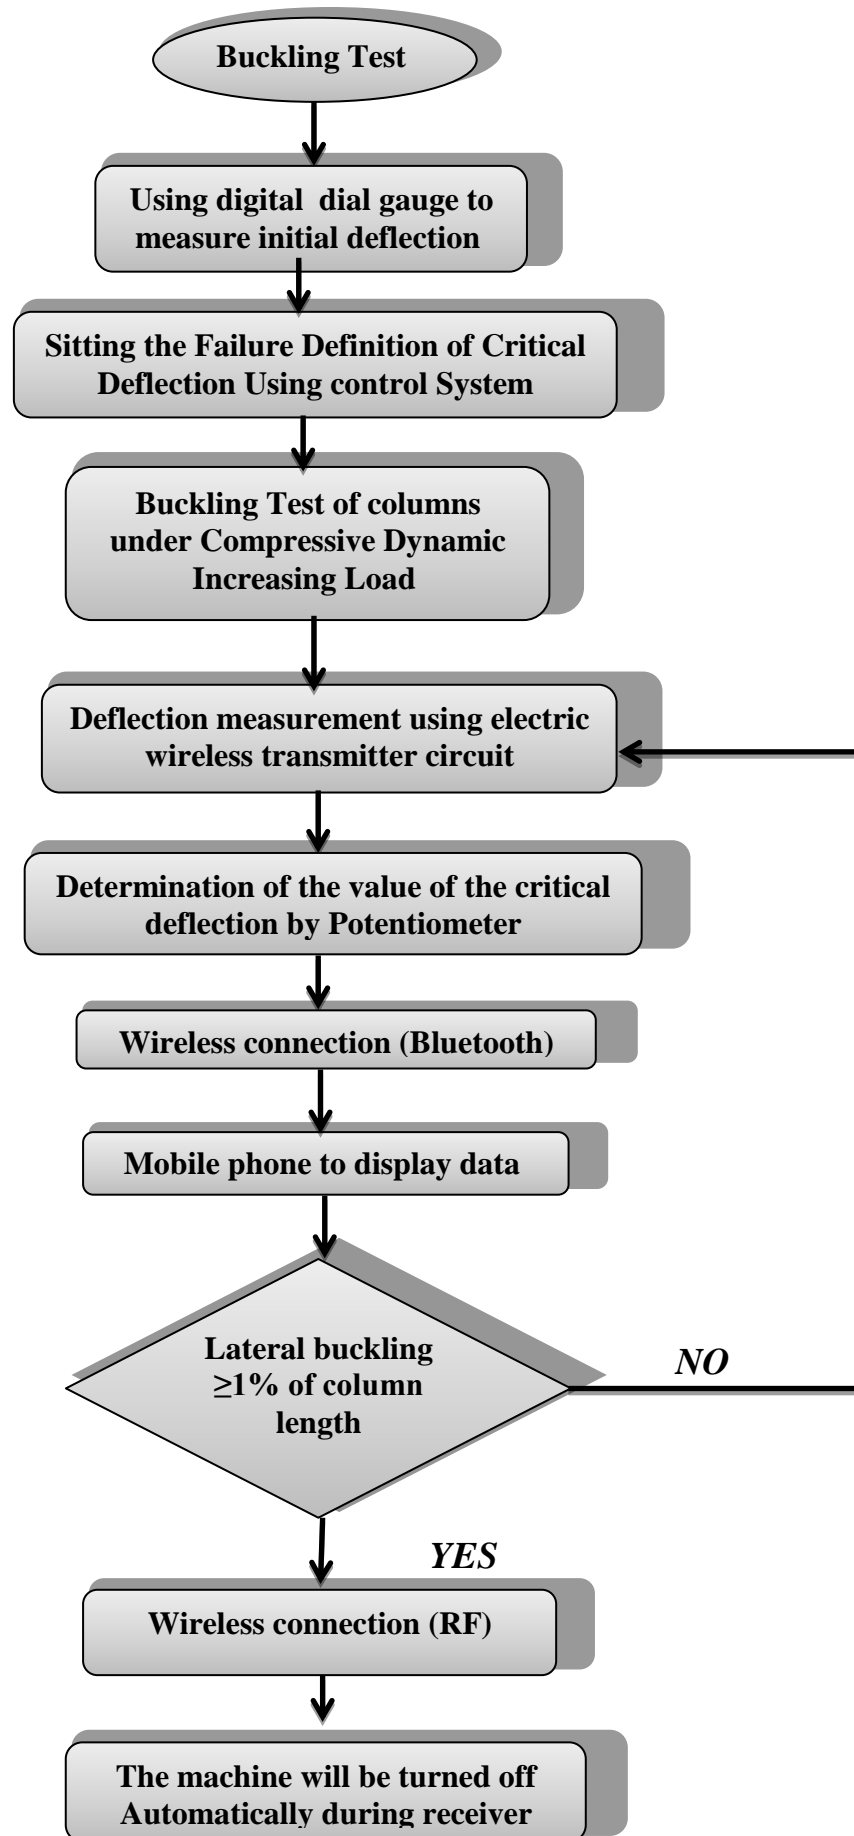 Buckling Test
Using digital  dial gauge to
measure initial deflection
Sitting the Failure Definition of Critical
Deflection Using control System
Buckling Test of columns
under Compressive Dynamic
Increasing Load
Deflection measurement using electric
wireless transmitter circuit
Determination of the value of the critical
deflection by Potentiometer
Wireless connection (Bluetooth)
Mobile phone to display data
Lateral buckling
≥1% of column
length
NO
YES
Wireless connection (RF)
The machine will be turned off
Automatically during receiver